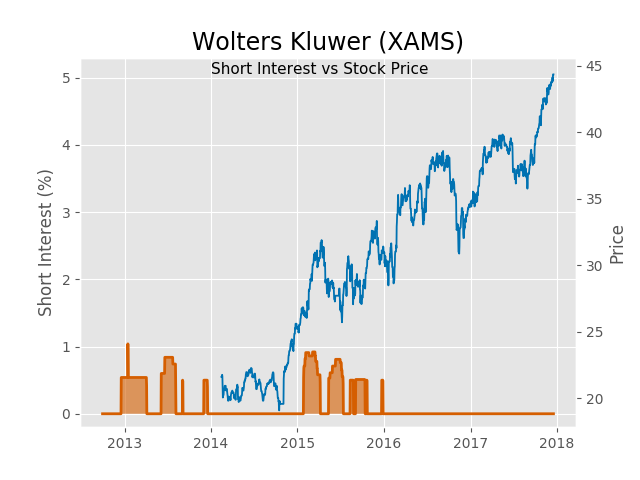 Wolters Kluwer (XAMS)
Short Interest vs Stock Price
Short Interest (%)
5
4
3
2
1
0
45
40
35
30
25
20
Price
2013 2014 2015 2016 2017 2018